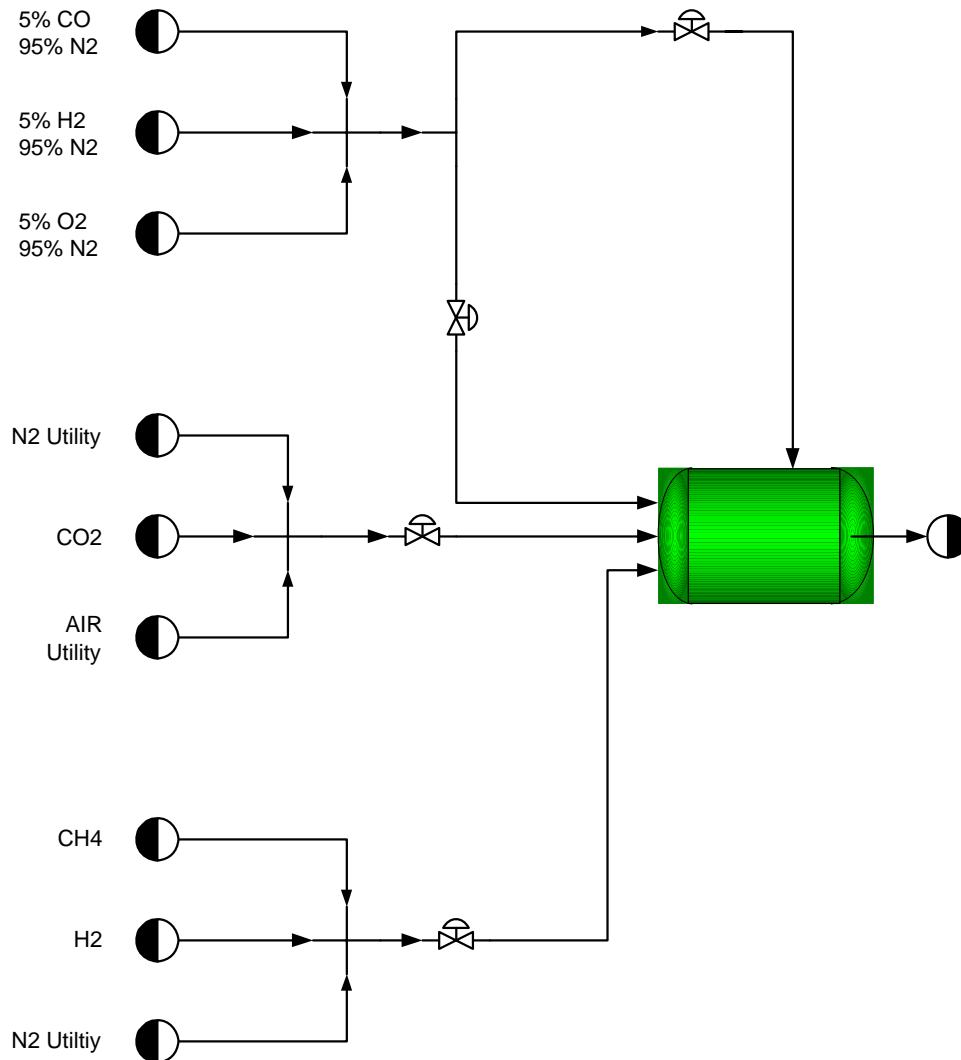 5% CO
95% N2
5% H2
95% N2
5% O2
95% N2
N2 Utility
CO2
AIR
Utility
CH4
H2
N2 Utiltiy